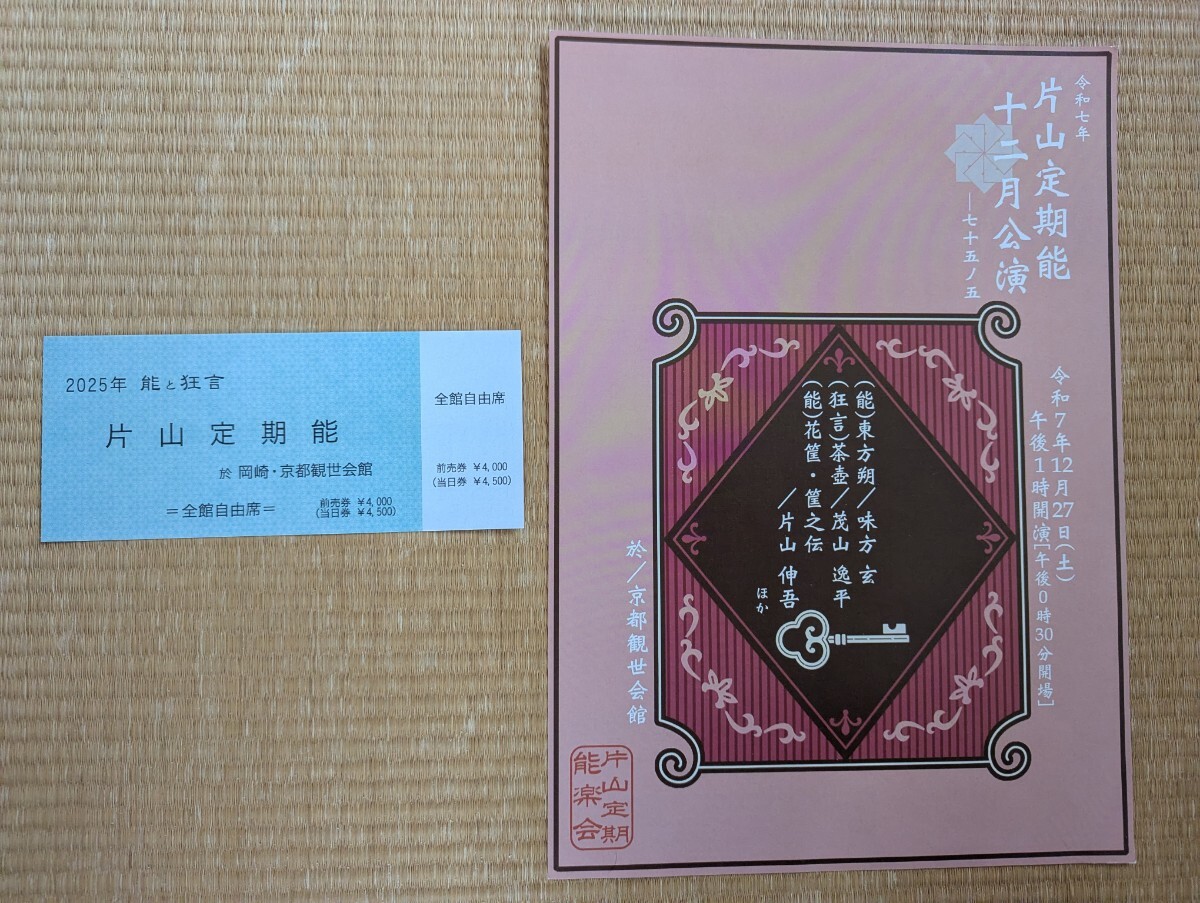 2025年 能と狂言
片山定期能
於 岡崎・京都観世会館
=全館自由席=
前売券 ¥4,000
(当日券 ¥4,500)
全館自由席
前売券 ¥4,000
(当日券 ¥4,500)
令和七年
片山定期能
十二月公演
―七十五ノ五
令和7年12月27日(土)
午後1時開演[午後0時30分開場]
(能)東方朔/味方 玄
(狂言)茶壺/茂山 逸平
(能)花筐・筐之伝
/片山 伸吾
ほか
於/京都観世会館
片山定期
能楽会